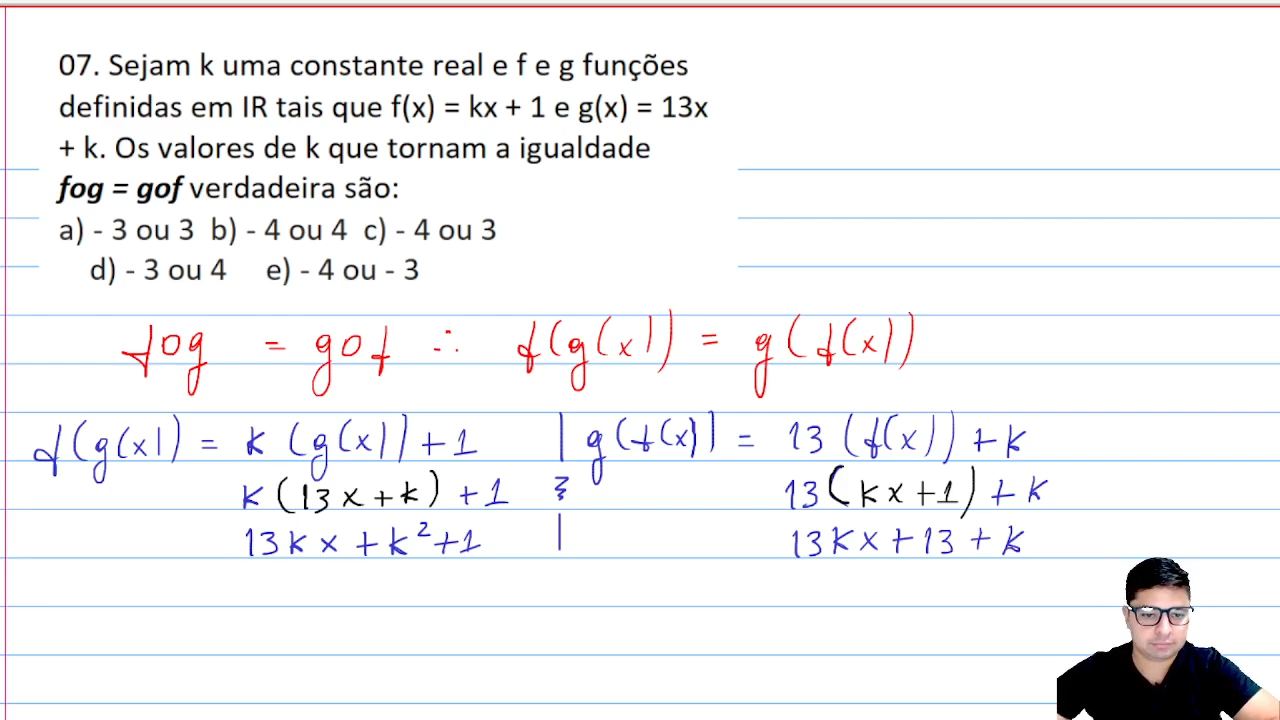 07. Sejam k uma constante real e f e g funções
definidas em IR tais que f(x) = kx + 1 e g(x) = 13x
+ k. Os valores de k que tornam a igualdade
fog = gof verdadeira são:
a) - 3 ou 3 b) - 4 ou 4 c) - 4 ou 3
d) - 3 ou 4 e) - 4 ou - 3
fog = gof ∴ f(g(x)) = g(f(x))
f(g(x)) = k (g(x)) + 1 | g(f(x)) = 13 (f(x)) + k
k (13x + k) + 1 13 (kx + 1) + k
13kx + k² + 1 | 13kx + 13 + k